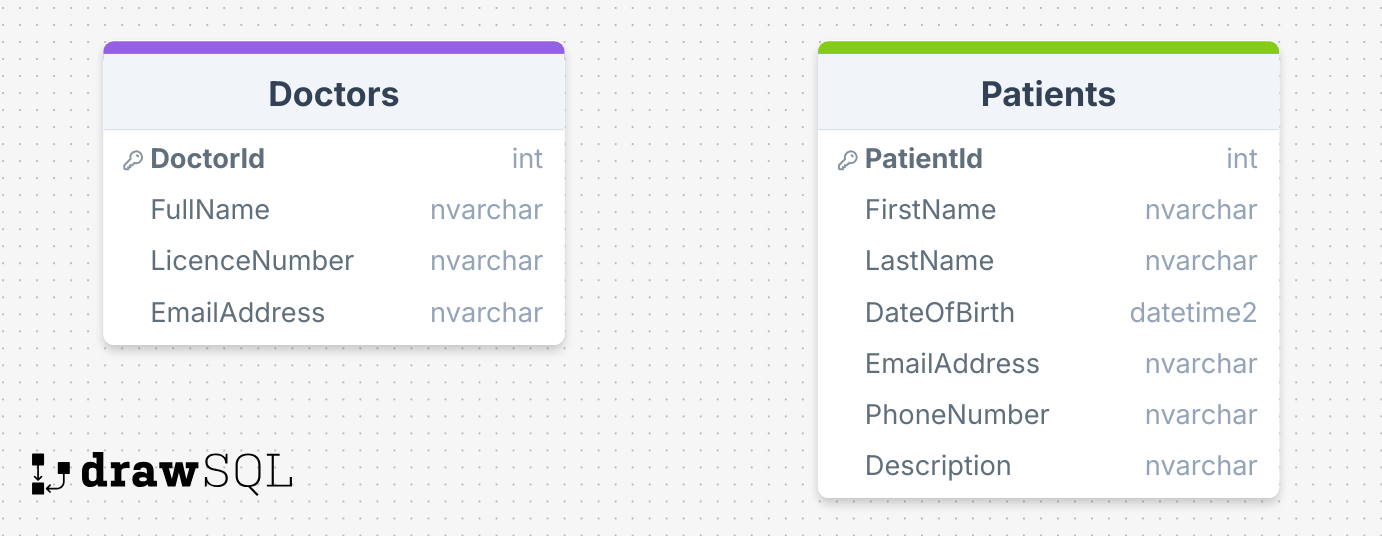 Doctors
DoctorId int
FullName nvarchar
LicenceNumber nvarchar
EmailAddress nvarchar
Patients
PatientId int
FirstName nvarchar
LastName nvarchar
DateOfBirth datetime2
EmailAddress nvarchar
PhoneNumber nvarchar
Description nvarchar
drawSQL